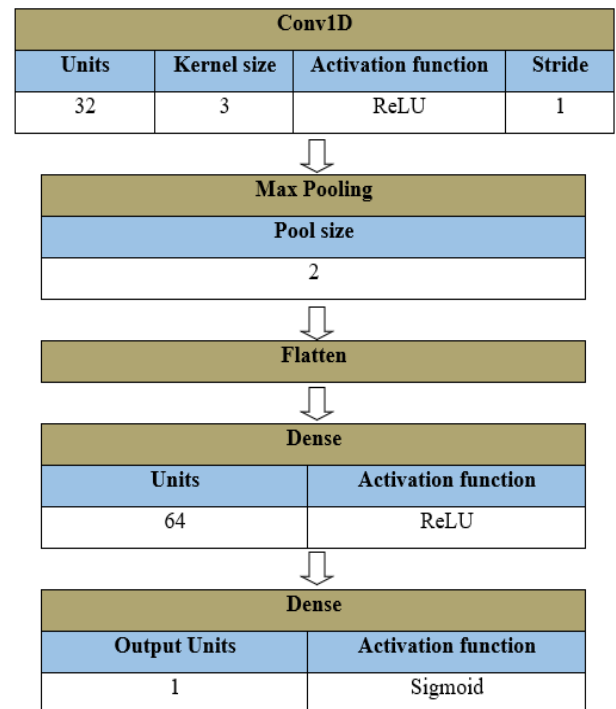 Conv1D
Units Kernel size Activation function Stride
32 3 ReLU 1
Max Pooling
Pool size
2
Flatten
Dense
Units Activation function
64 ReLU
Dense
Output Units Activation function
1 Sigmoid